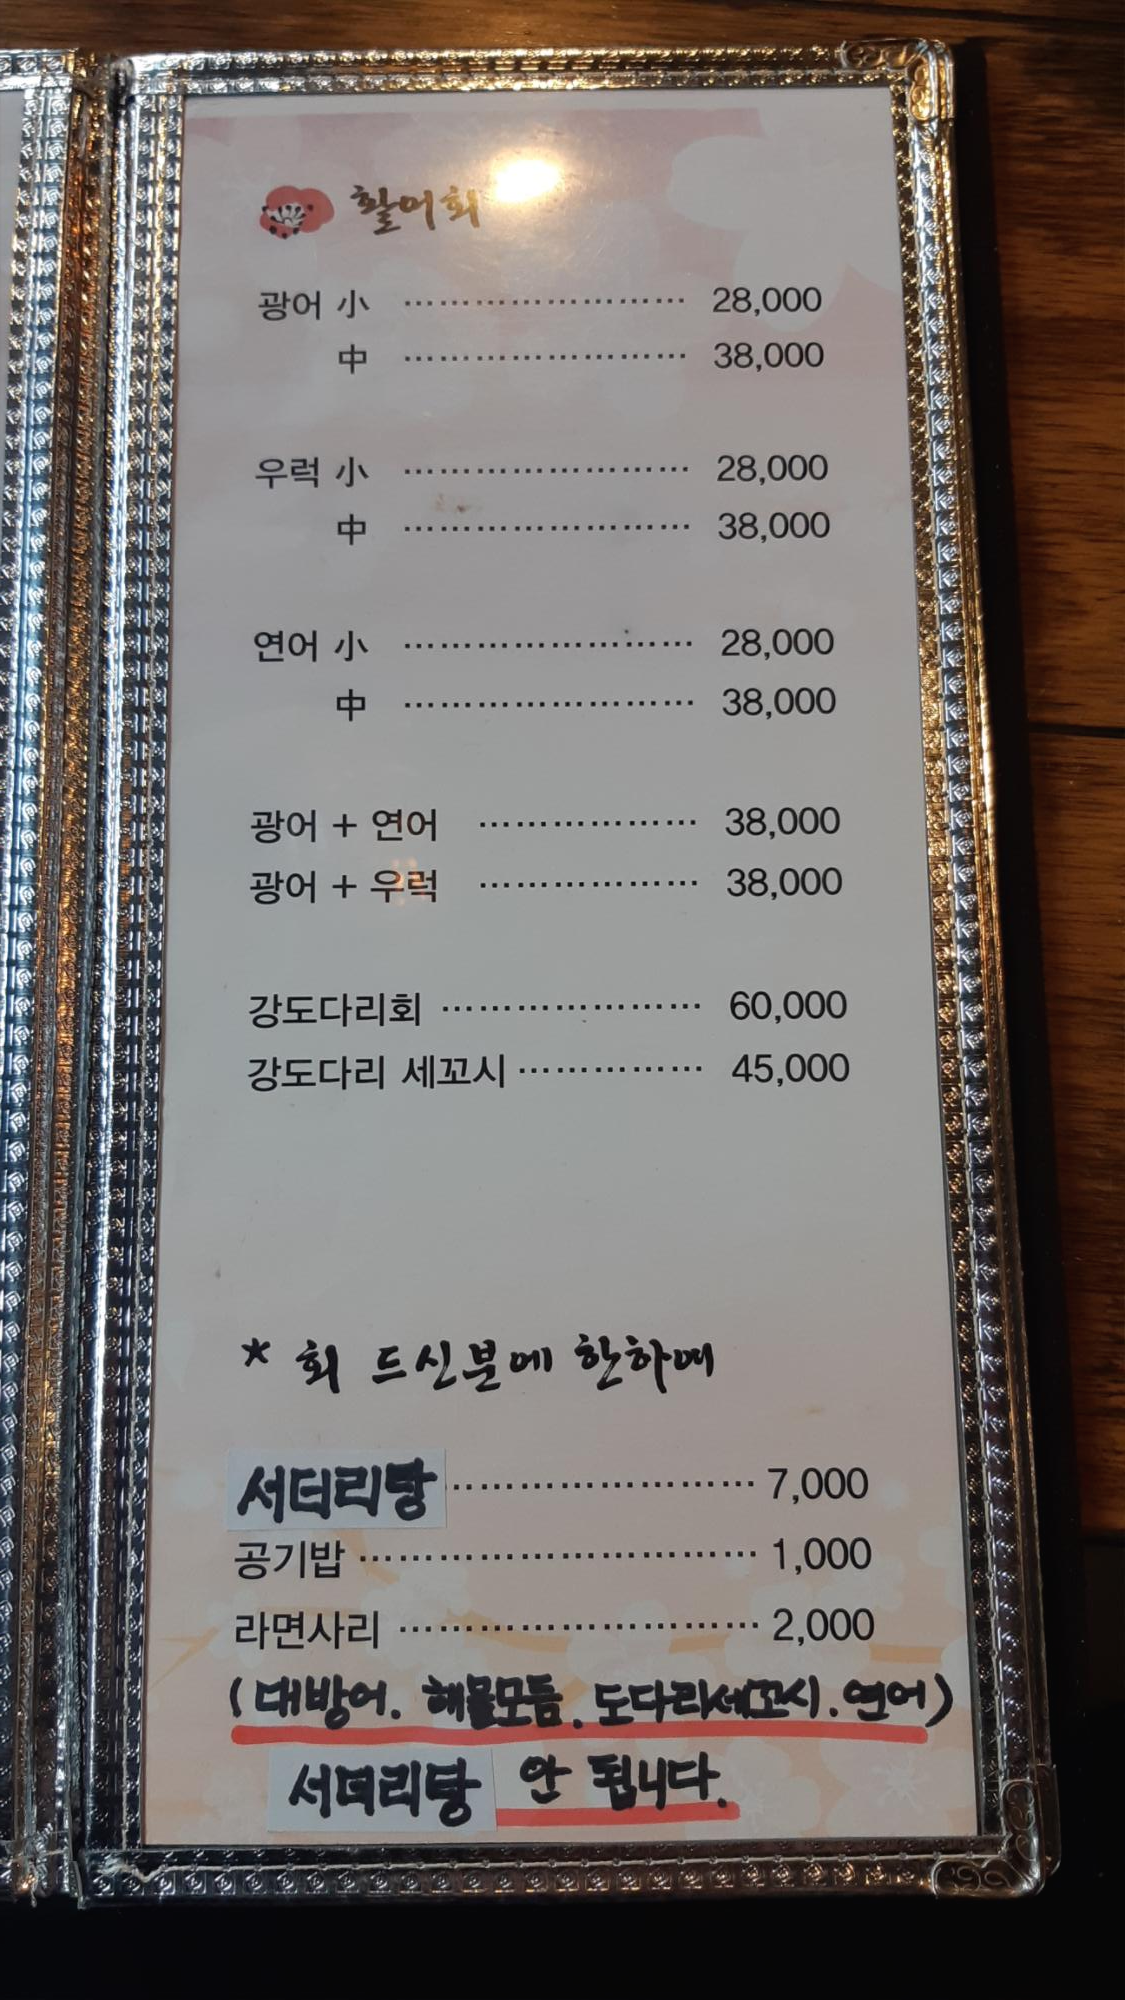 활어회
광어 小 ……………………… 28,000
中 ……………………… 38,000
우럭 小 ……………………… 28,000
中 ……………………… 38,000
연어 小 ……………………… 28,000
中 ……………………… 38,000
광어 + 연어 ……………… 38,000
광어 + 우럭 ……………… 38,000
강도다리회 …………………… 60,000
강도다리 세꼬시 …………… 45,000
* 회 드신분에 한하여
서더리탕 ……………………… 7,000
공기밥 ……………………………… 1,000
라면사리 …………………………… 2,000
(대방어. 해물모듬. 도다리세꼬시. 연어)
서더리탕 안 됩니다.